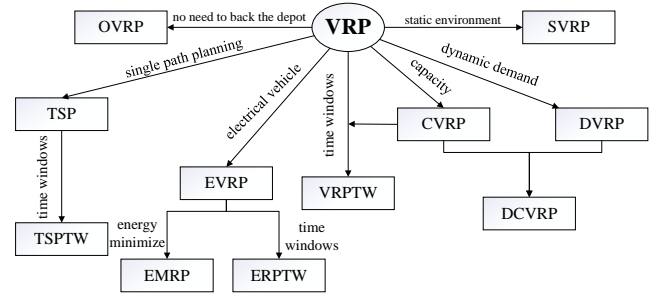 OVRP
no need to back the depot
VRP
static environment
SVRP
single path planning
electrical vehicle
time windows
capacity
dynamic demand
TSP
CVRP
DVRP
time windows
EVRP
VRPTW
DCVRP
TSPTW
energy
minimize
time
windows
EMRP
ERPTW